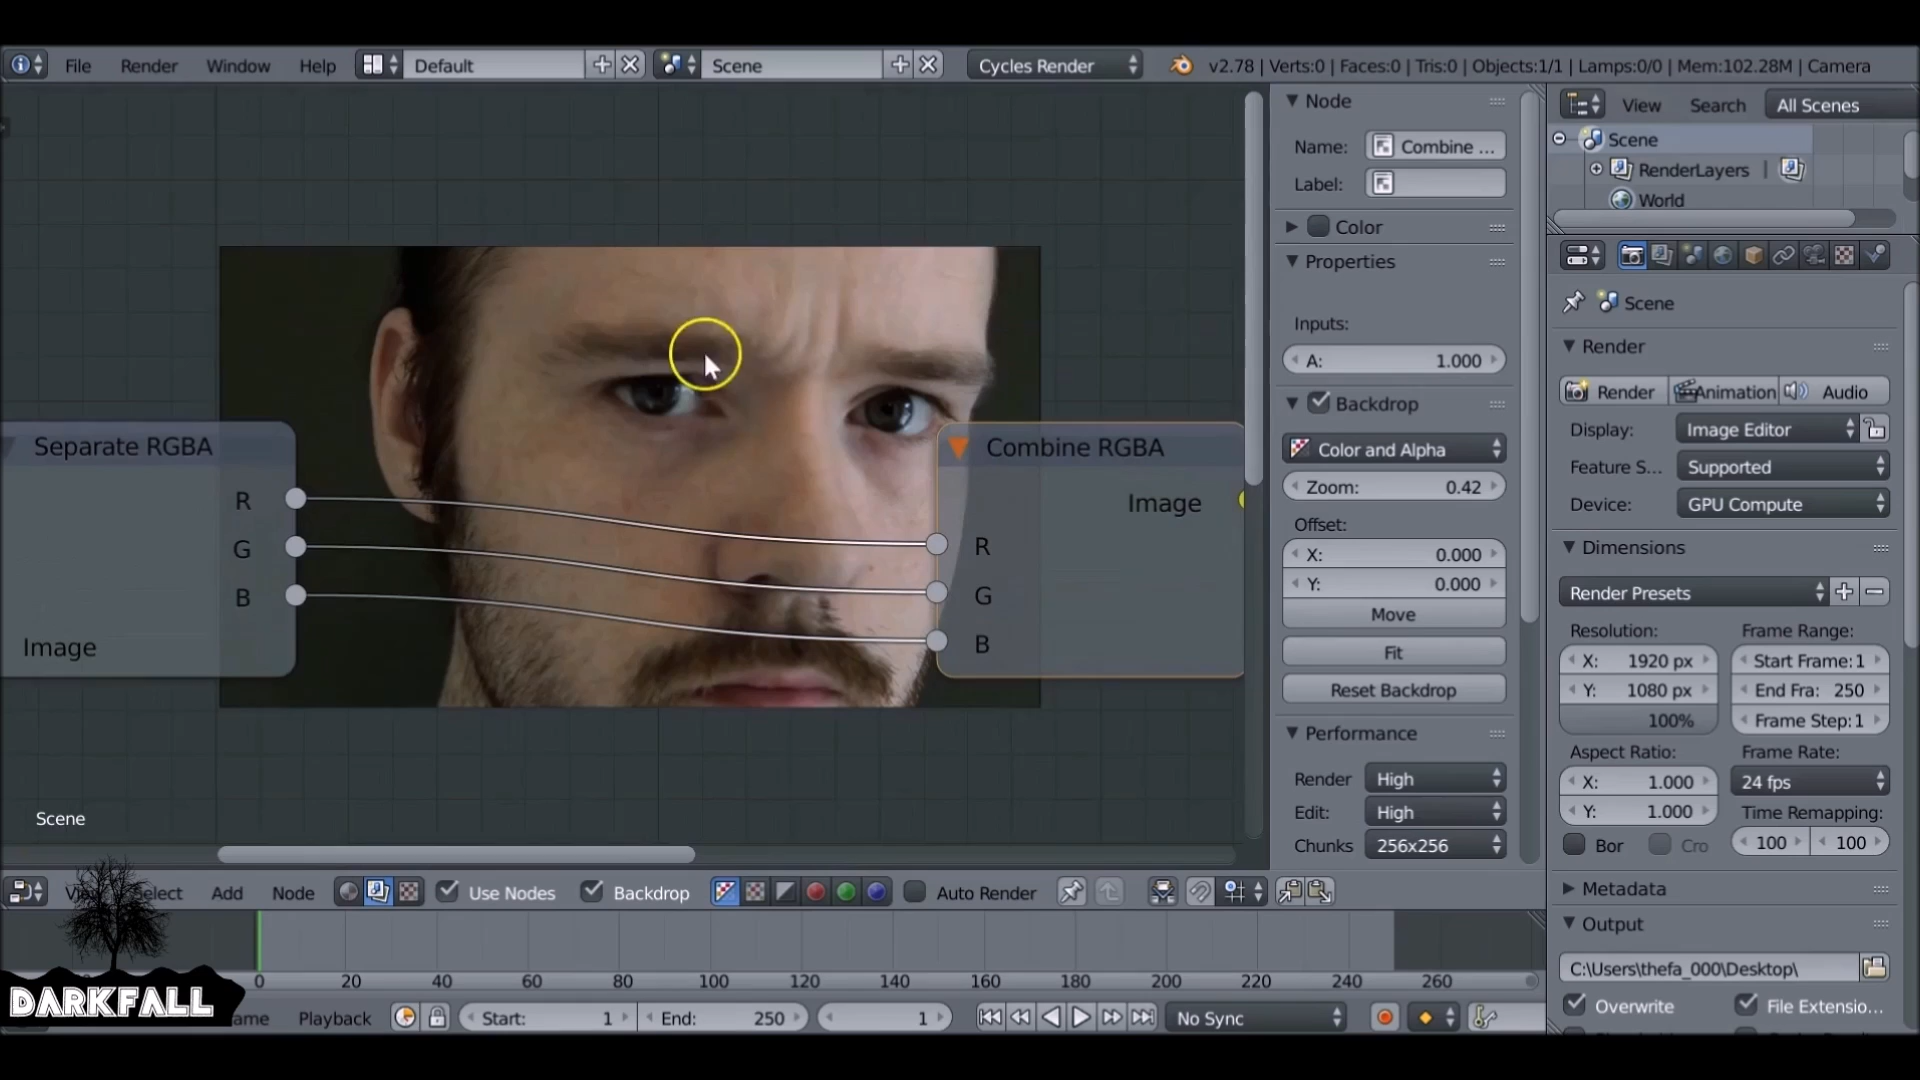 File Render Window Help Default Scene Cycles Render v2.78 | Verts:0 | Faces:0 | Tris:0 | Objects:1/1 | Lamps:0/0 | Mem:102.28M | Camera
Node
Name: Combine ...
Label:
Color
Properties
Inputs:
A: 1.000
Backdrop
Color and Alpha
Zoom: 0.42
Offset:
X: 0.000
Y: 0.000
Move
Fit
Reset Backdrop
Performance
Render High
Edit: High
Chunks 256x256
View Search All Scenes
Scene
RenderLayers |
World
Scene
Render
Render Animation Audio
Display: Image Editor
Feature S... Supported
Device: GPU Compute
Dimensions
Render Presets
Resolution: Frame Range:
X: 1920 px Start Frame: 1
Y: 1080 px End Fra: 250
100% Frame Step: 1
Aspect Ratio: Frame Rate:
X: 1.000 24 fps
Y: 1.000 Time Remapping:
Bor Cro 100 100
Metadata
Output
C:\Users\thefa_000\Desktop\
Overwrite File Extensio...
Separate RGBA
R
G
B
Image
Combine RGBA
Image
R
G
B
Scene
Add Node Use Nodes Backdrop Auto Render
0 20 40 60 80 100 120 140 160 180 200 220 240 260
DARKFALL
Playback Start: 1 End: 250 1 No Sync